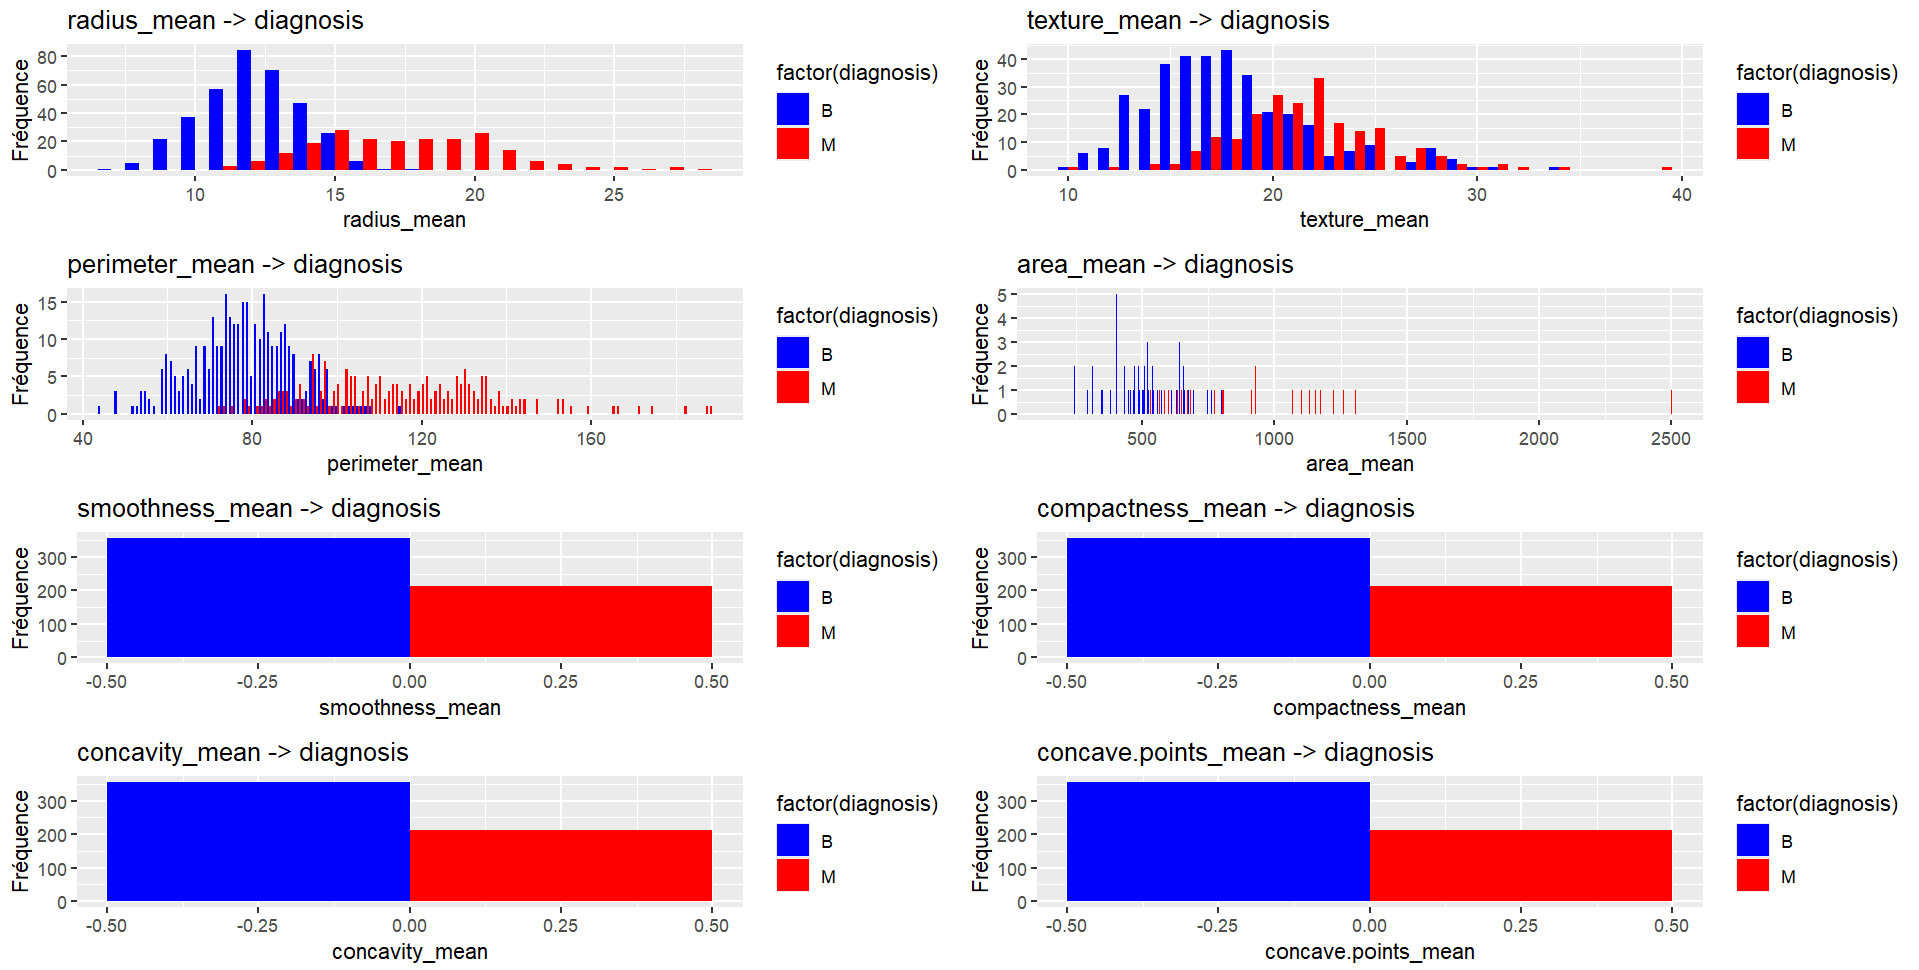 radius_mean -> diagnosis
Fréquence
80
60
40
20
0
10 15 20 25
radius_mean
factor(diagnosis)
B
M
texture_mean -> diagnosis
Fréquence
40
30
20
10
0
10 20 30 40
texture_mean
factor(diagnosis)
B
M
perimeter_mean -> diagnosis
Fréquence
15
10
5
0
40 80 120 160
perimeter_mean
factor(diagnosis)
B
M
area_mean -> diagnosis
Fréquence
5
4
3
2
1
0
500 1000 1500 2000 2500
area_mean
factor(diagnosis)
B
M
smoothness_mean -> diagnosis
Fréquence
300
200
100
0
-0.50 -0.25 0.00 0.25 0.50
smoothness_mean
factor(diagnosis)
B
M
compactness_mean -> diagnosis
Fréquence
300
200
100
0
-0.50 -0.25 0.00 0.25 0.50
compactness_mean
factor(diagnosis)
B
M
concavity_mean -> diagnosis
Fréquence
300
200
100
0
-0.50 -0.25 0.00 0.25 0.50
concavity_mean
factor(diagnosis)
B
M
concave.points_mean -> diagnosis
Fréquence
300
200
100
0
-0.50 -0.25 0.00 0.25 0.50
concave.points_mean
factor(diagnosis)
B
M